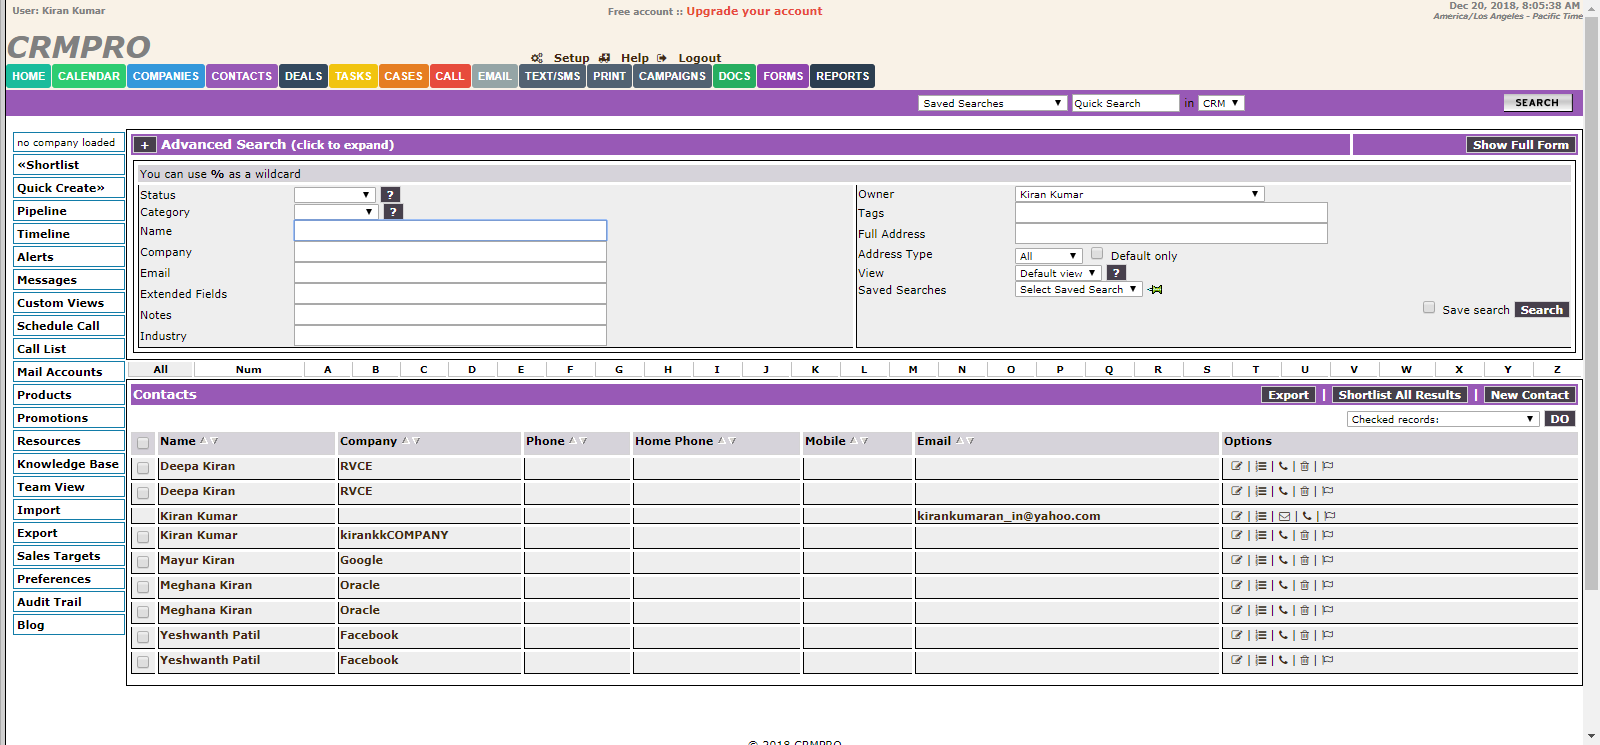 User: Kiran Kumar
Free account :: Upgrade your account
Dec 20, 2018, 8:05:38 AM
America/Los Angeles - Pacific Time
CRMPRO
Setup Help Logout
HOME CALENDAR COMPANIES CONTACTS DEALS TASKS CASES CALL EMAIL TEXT/SMS PRINT CAMPAIGNS DOCS FORMS REPORTS
Saved Searches Quick Search in CRM SEARCH
no company loaded
«Shortlist
Quick Create»
Pipeline
Timeline
Alerts
Messages
Custom Views
Schedule Call
Call List
Mail Accounts
Products
Promotions
Resources
Knowledge Base
Team View
Import
Export
Sales Targets
Preferences
Audit Trail
Blog
+ Advanced Search (click to expand) Show Full Form
You can use % as a wildcard
Status ?
Category ?
Name
Company
Email
Extended Fields
Notes
Industry
Owner Kiran Kumar
Tags
Full Address
Address Type All Default only
View Default view ?
Saved Searches Select Saved Search
Save search Search
All Num A B C D E F G H I J K L M N O P Q R S T U V W X Y Z
Contacts Export | Shortlist All Results | New Contact
Checked records: DO
Name Company Phone Home Phone Mobile Email Options
Deepa Kiran RVCE
Deepa Kiran RVCE
Kiran Kumar kirankumaran_in@yahoo.com
Kiran Kumar kirankkCOMPANY
Mayur Kiran Google
Meghana Kiran Oracle
Meghana Kiran Oracle
Yeshwanth Patil Facebook
Yeshwanth Patil Facebook
© 2018 CRMPRO